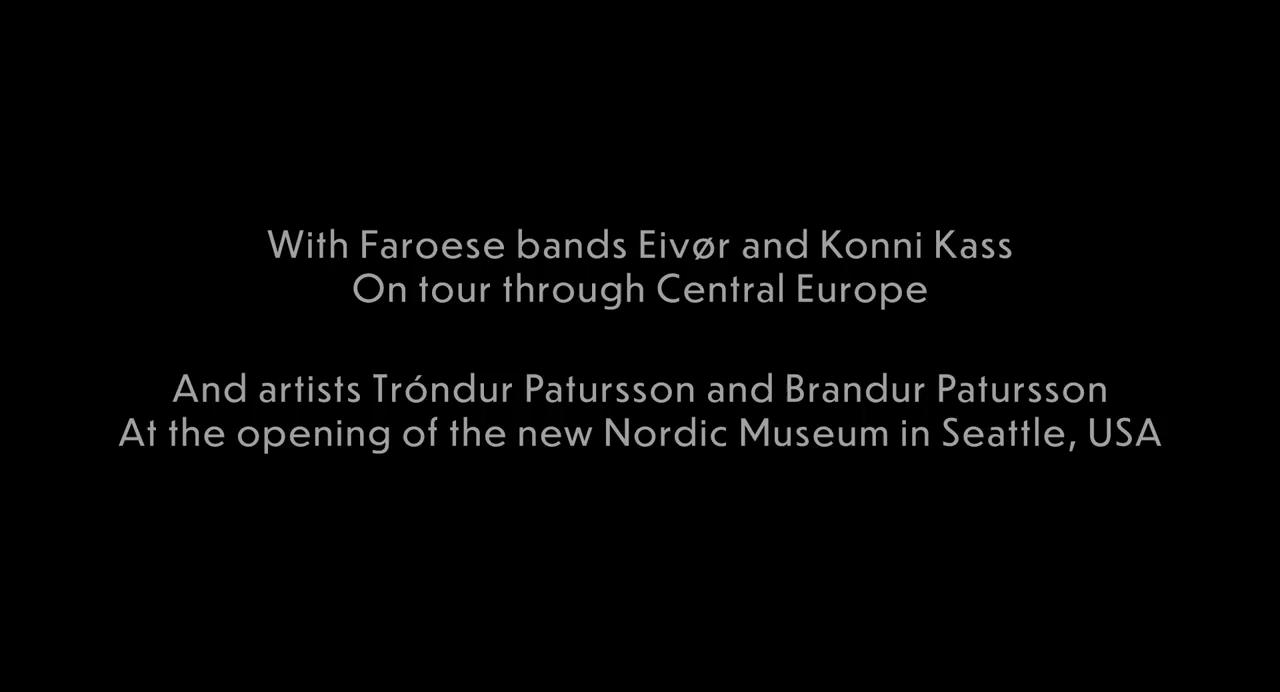 With Faroese bands Eivør and Konni Kass
On tour through Central Europe
And artists Tróndur Patursson and Brandur Patursson
At the opening of the new Nordic Museum in Seattle, USA